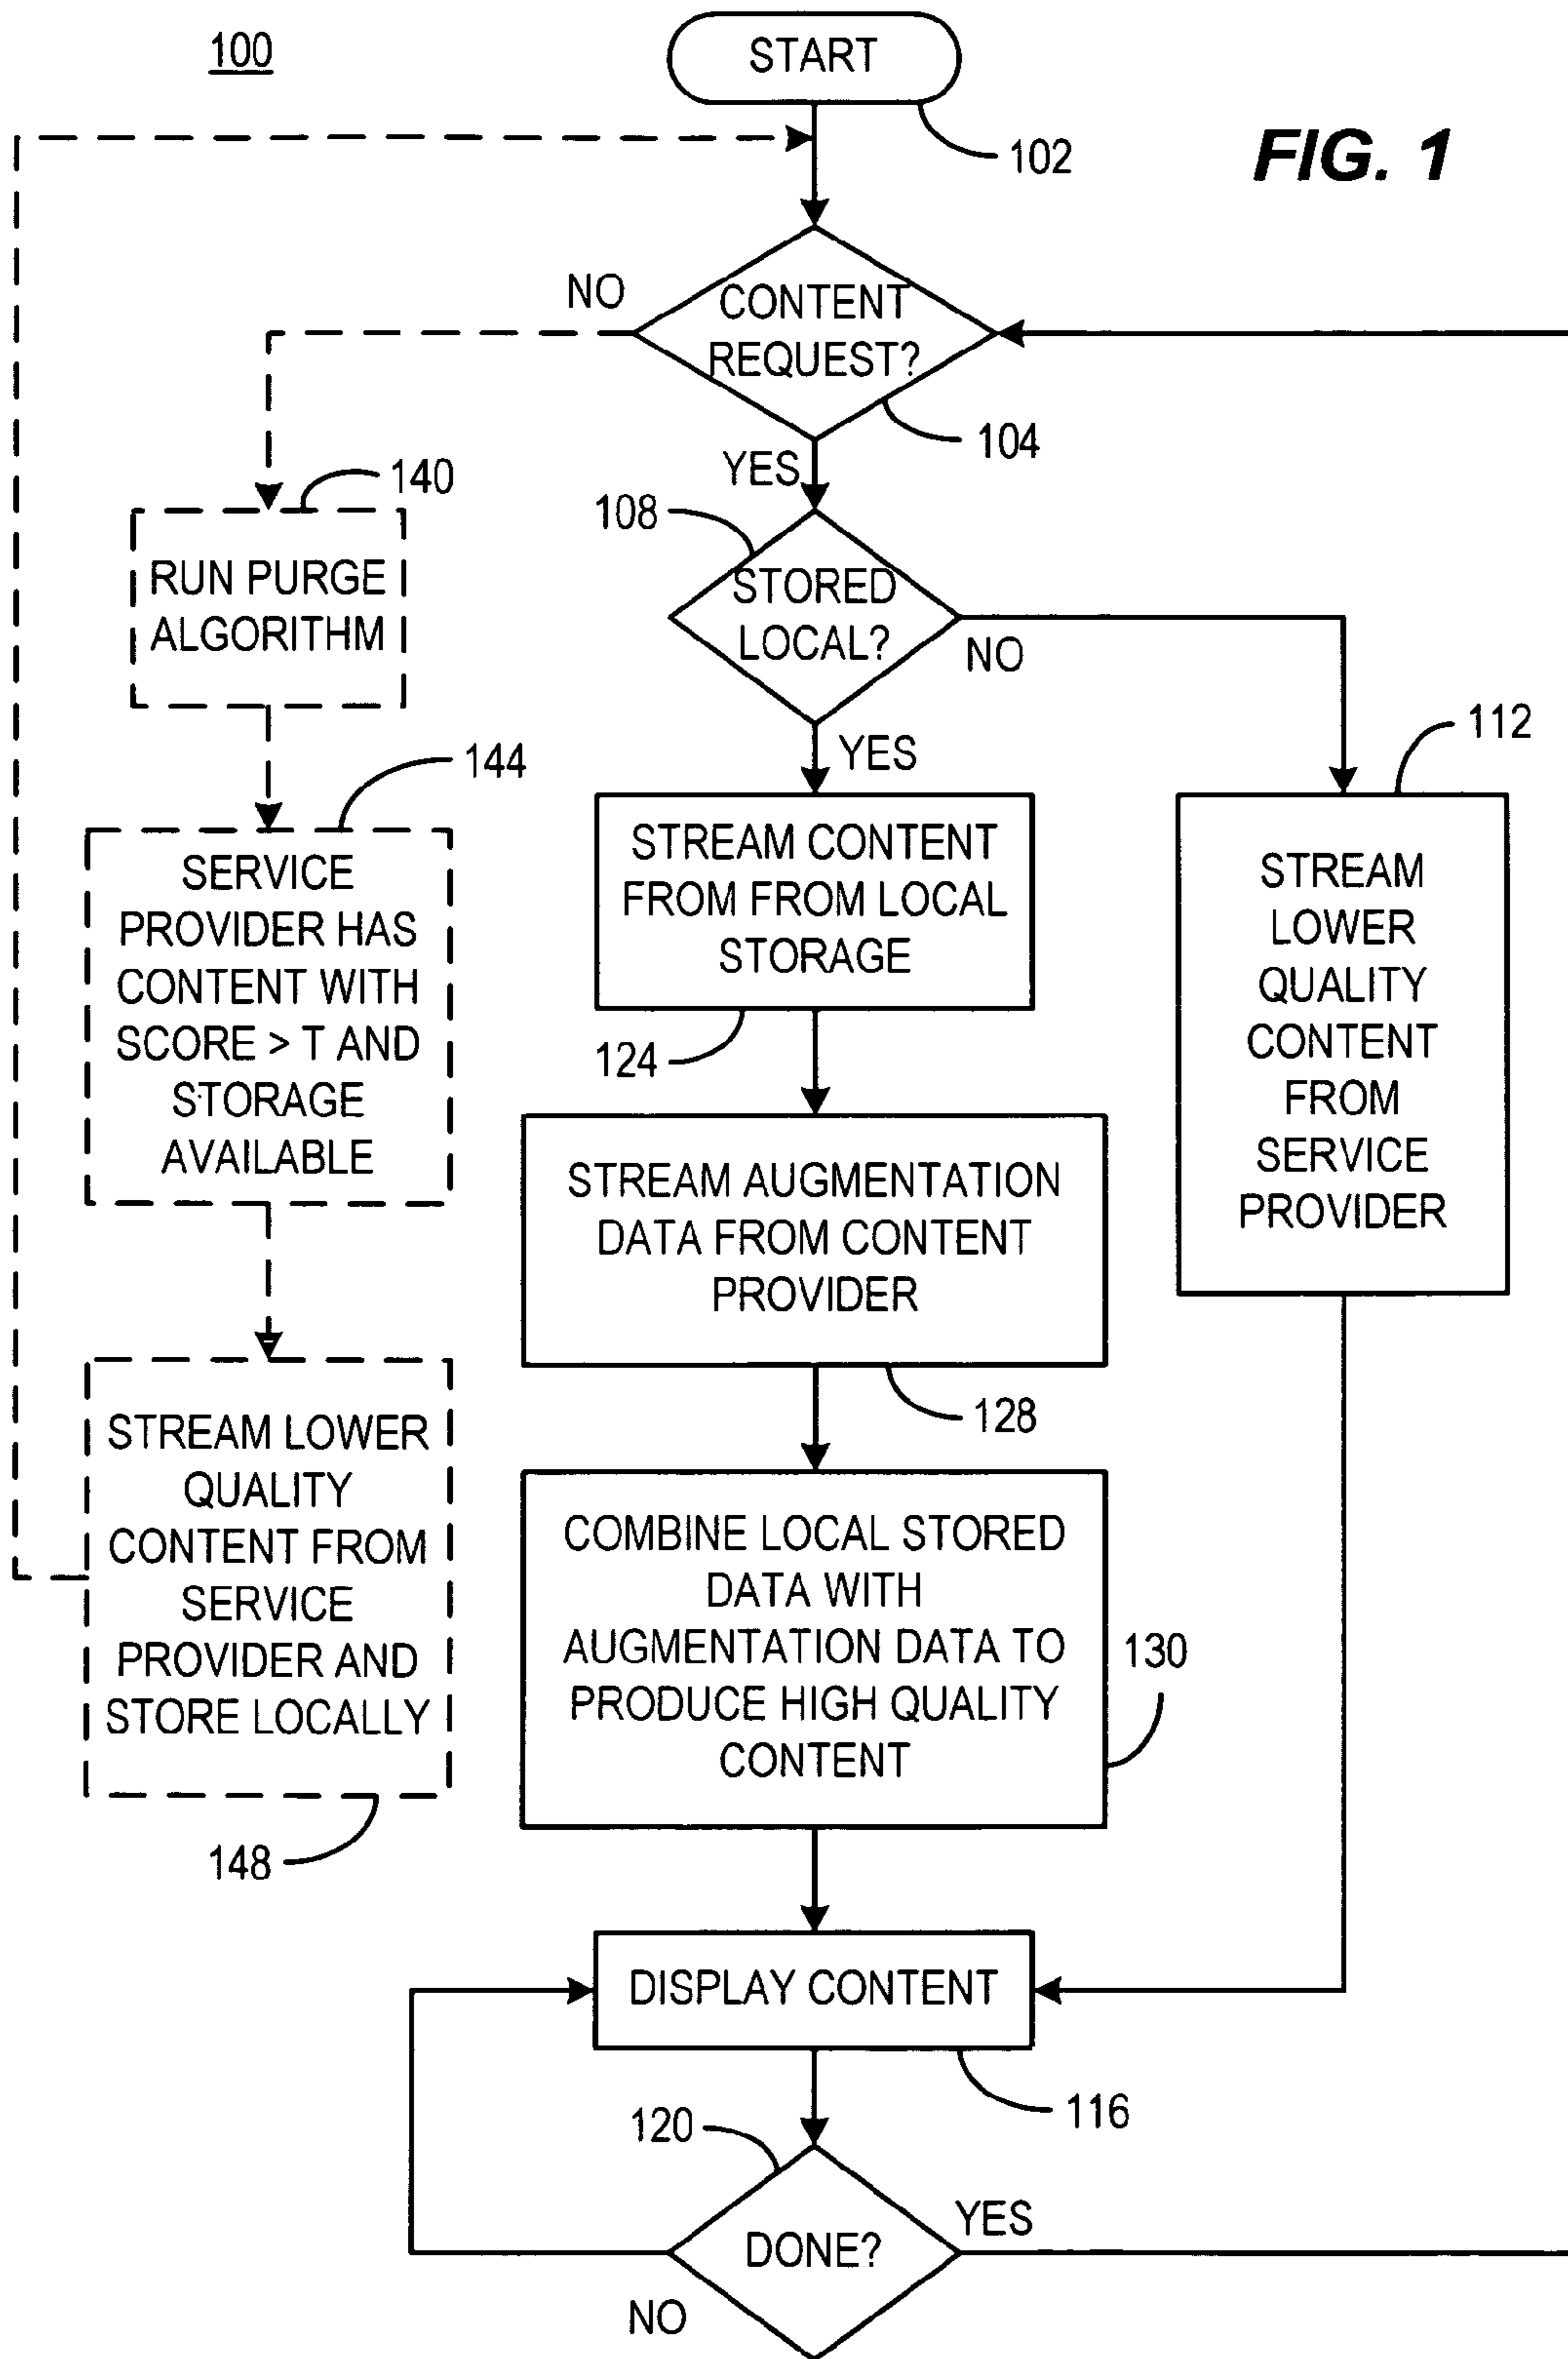 100
START
102
FIG. 1
NO
CONTENT
REQUEST?
104
YES
140
RUN PURGE
ALGORITHM
108
STORED
LOCAL?
NO
YES
144
SERVICE
PROVIDER HAS
CONTENT WITH
SCORE > T AND
STORAGE
AVAILABLE
STREAM CONTENT
FROM FROM LOCAL
STORAGE
124
112
STREAM
LOWER
QUALITY
CONTENT
FROM
SERVICE
PROVIDER
STREAM AUGMENTATION
DATA FROM CONTENT
PROVIDER
128
STREAM LOWER
QUALITY
CONTENT FROM
SERVICE
PROVIDER AND
STORE LOCALLY
148
COMBINE LOCAL STORED
DATA WITH
AUGMENTATION DATA TO
PRODUCE HIGH QUALITY
CONTENT
130
DISPLAY CONTENT
116
120
DONE?
YES
NO